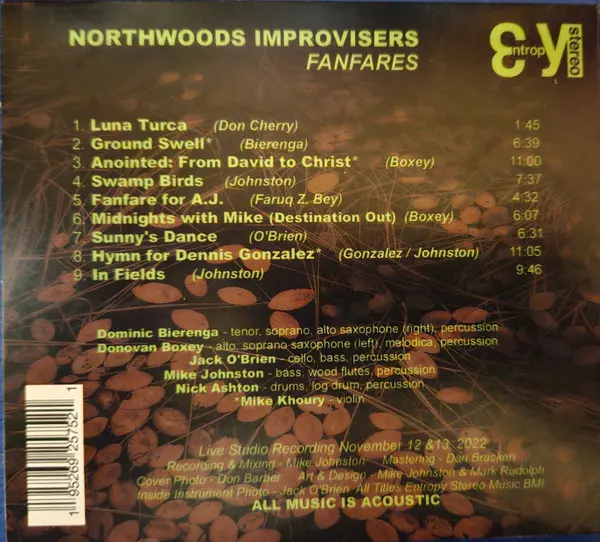 NORTHWOODS IMPROVISERS
FANFARES
Entropy stereo
1. Luna Turca (Don Cherry) 1:45
2. Ground Swell* (Bierenga) 6:39
3. Anointed: From David to Christ* (Boxey) 11:00
4. Swamp Birds (Johnston) 7:37
5. Fanfare for A.J. (Faruq Z. Bey) 4:32
6. Midnights with Mike (Destination Out) (Boxey) 6:07
7. Sunny's Dance (O'Brien) 6:31
8. Hymn for Dennis Gonzalez* (Gonzalez / Johnston) 11:05
9. In Fields (Johnston) 9:46
Dominic Bierenga - tenor, soprano, alto saxophone (right), percussion
Donovan Boxey - alto, soprano saxophone (left), melodica, percussion
Jack O'Brien - cello, bass, percussion
Mike Johnston - bass, wood flutes, percussion
Nick Ashton - drums, log drum, percussion
*Mike Khoury - violin
Live Studio Recording November 12 &13, 2022
Recording & Mixing - Mike Johnston Mastering - Dan Bracken
Cover Photo - Don Barber Art & Design - Mike Johnston & Mark Rudolph
Inside Instrument Photo - Jack O'Brien All Titles Entropy Stereo Music BMI
ALL MUSIC IS ACOUSTIC
1 95269 25752 1